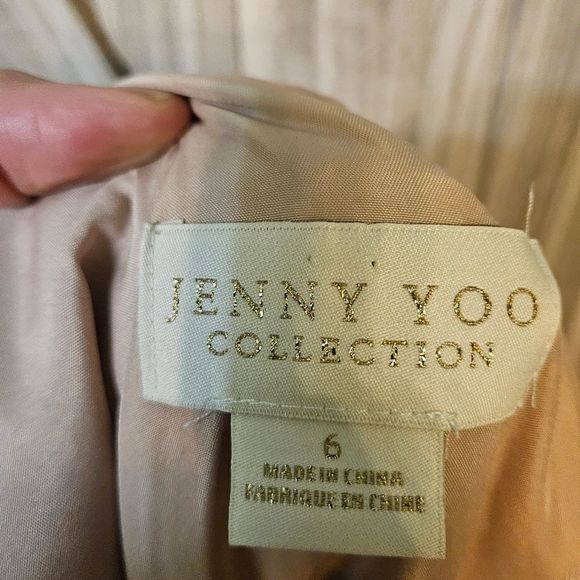 JENNY YOO
COLLECTION
6
MADE IN CHINA
FABRIQUE EN CHINE